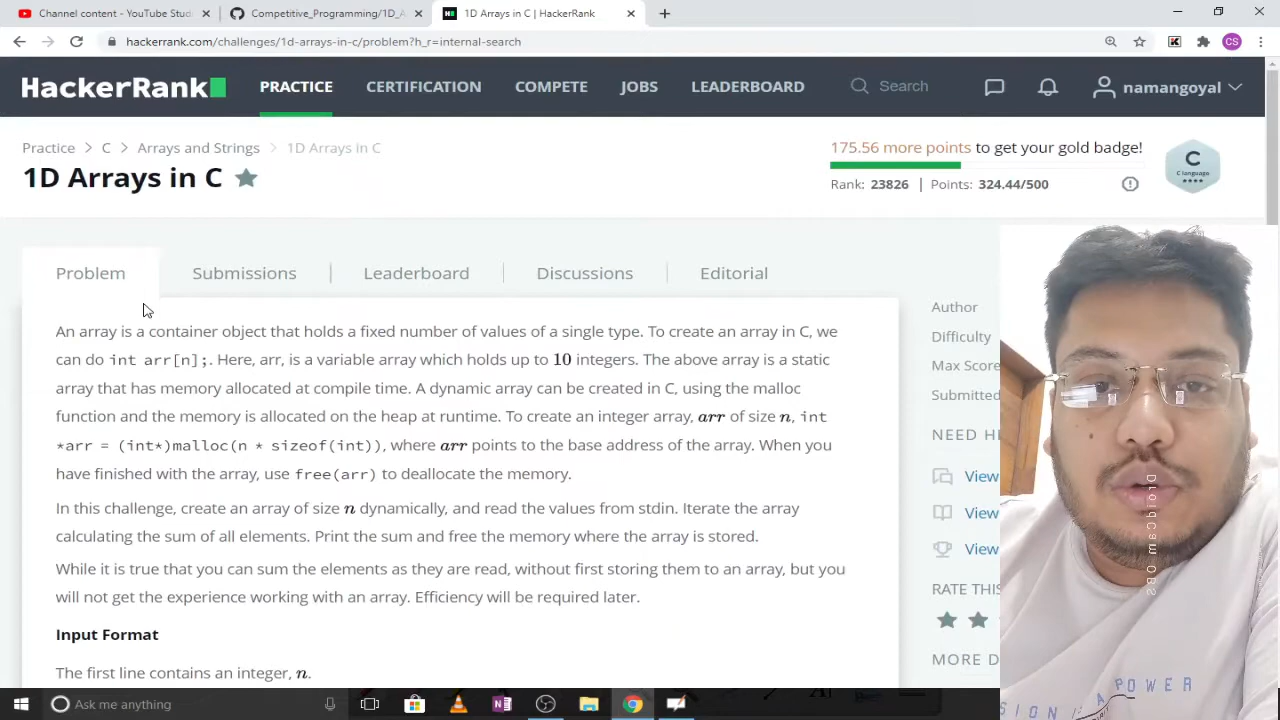 Channel content - YouTube Stu
Competitive_Programming/1D_A
1D Arrays in C | HackerRank
hackerrank.com/challenges/1d-arrays-in-c/problem?h_r=internal-search
CS
HackerRank
PRACTICE
CERTIFICATION
COMPETE
JOBS
LEADERBOARD
Search
namangoyal
Practice > C > Arrays and Strings > 1D Arrays in C
1D Arrays in C
175.56 more points to get your gold badge!
Rank: 23826 | Points: 324.44/500
C
C language
Problem
Submissions
Leaderboard
Discussions
Editorial
An array is a container object that holds a fixed number of values of a single type. To create an array in C, we
can do int arr[n];. Here, arr, is a variable array which holds up to 10 integers. The above array is a static
array that has memory allocated at compile time. A dynamic array can be created in C, using the malloc
function and the memory is allocated on the heap at runtime. To create an integer array, arr of size n, int
*arr = (int*)malloc(n * sizeof(int)), where arr points to the base address of the array. When you
have finished with the array, use free(arr) to deallocate the memory.
In this challenge, create an array of size n dynamically, and read the values from stdin. Iterate the array
calculating the sum of all elements. Print the sum and free the memory where the array is stored.
While it is true that you can sum the elements as they are read, without first storing them to an array, but you
will not get the experience working with an array. Efficiency will be required later.
Input Format
The first line contains an integer, n.
Author
Difficulty
Max Score
Submitted
NEED HE
View
View
View
RATE THIS
MORE D
DroidCam OBS
POWER
Ask me anything